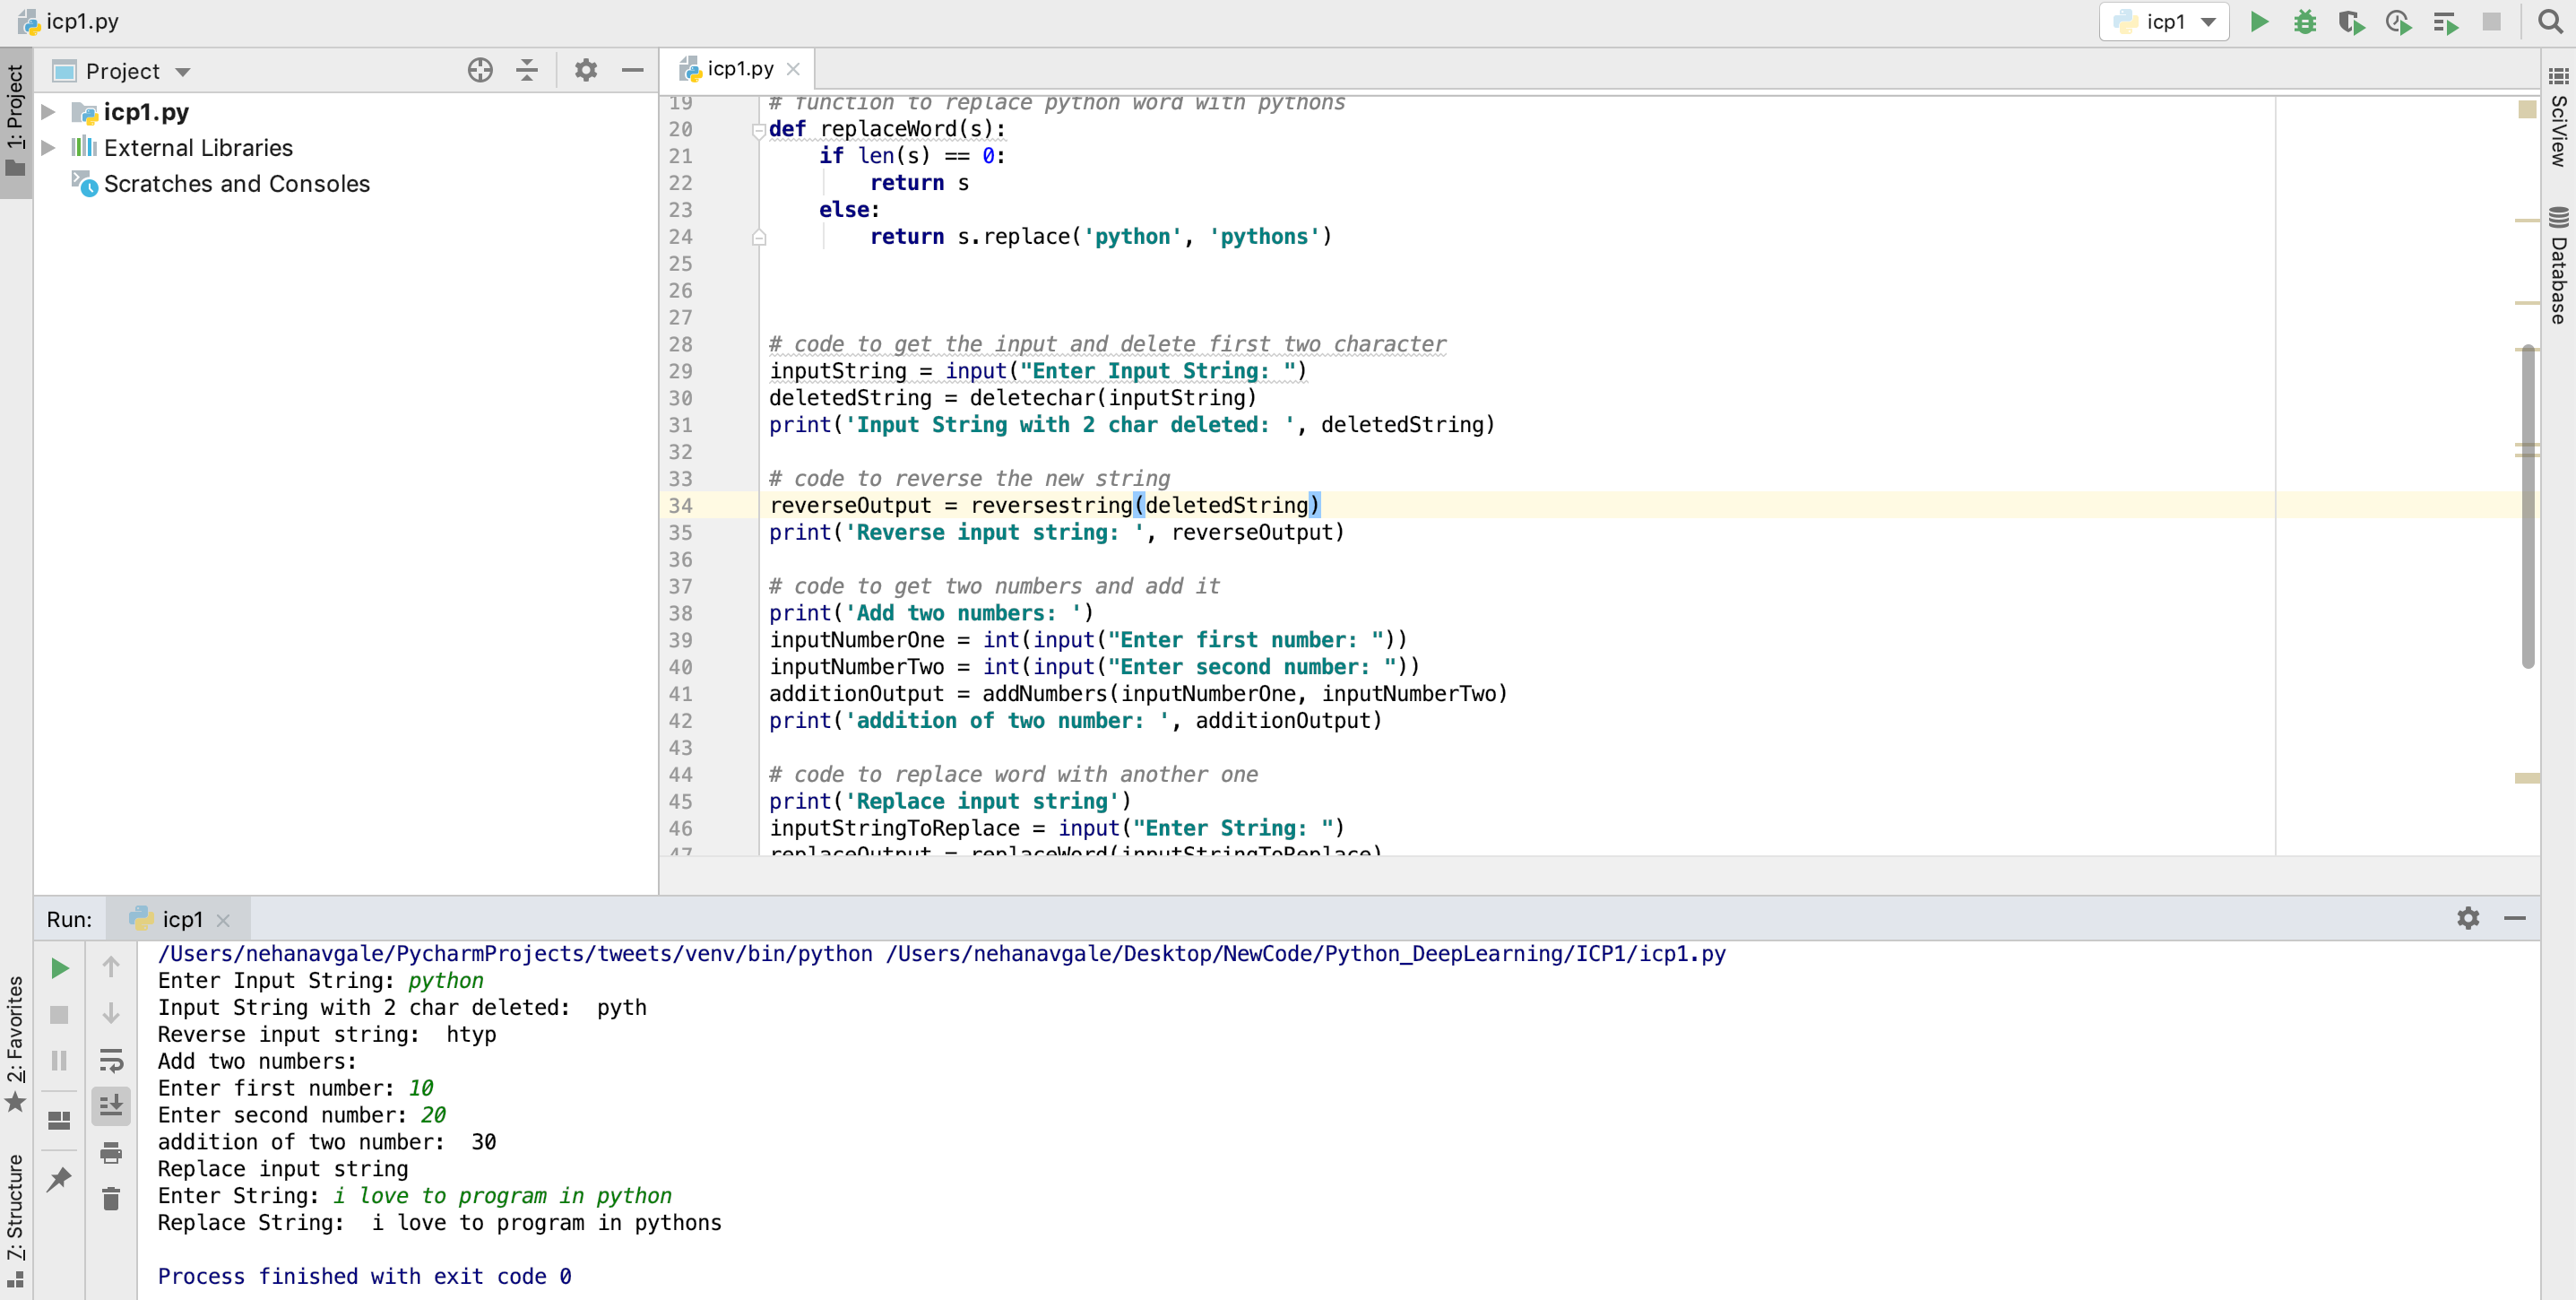 icp1.py
icp1
1: Project
Project
icp1.py
External Libraries
Scratches and Consoles
icp1.py
19 # function to replace python word with pythons
20 def replaceWord(s):
21     if len(s) == 0:
22         return s
23     else:
24         return s.replace('python', 'pythons')
25
26
27
28 # code to get the input and delete first two character
29 inputString = input("Enter Input String: ")
30 deletedString = deletechar(inputString)
31 print('Input String with 2 char deleted: ', deletedString)
32
33 # code to reverse the new string
34 reverseOutput = reversestring(deletedString)
35 print('Reverse input string: ', reverseOutput)
36
37 # code to get two numbers and add it
38 print('Add two numbers: ')
39 inputNumberOne = int(input("Enter first number: "))
40 inputNumberTwo = int(input("Enter second number: "))
41 additionOutput = addNumbers(inputNumberOne, inputNumberTwo)
42 print('addition of two number: ', additionOutput)
43
44 # code to replace word with another one
45 print('Replace input string')
46 inputStringToReplace = input("Enter String: ")
47 replaceOutput = replaceWord(inputStringToReplace)
SciView
Database
Run: icp1
/Users/nehanavgale/PycharmProjects/tweets/venv/bin/python /Users/nehanavgale/Desktop/NewCode/Python_DeepLearning/ICP1/icp1.py
Enter Input String: python
Input String with 2 char deleted:  pyth
Reverse input string:  htyp
Add two numbers:
Enter first number: 10
Enter second number: 20
addition of two number:  30
Replace input string
Enter String: i love to program in python
Replace String:  i love to program in pythons
Process finished with exit code 0
2: Favorites
7: Structure